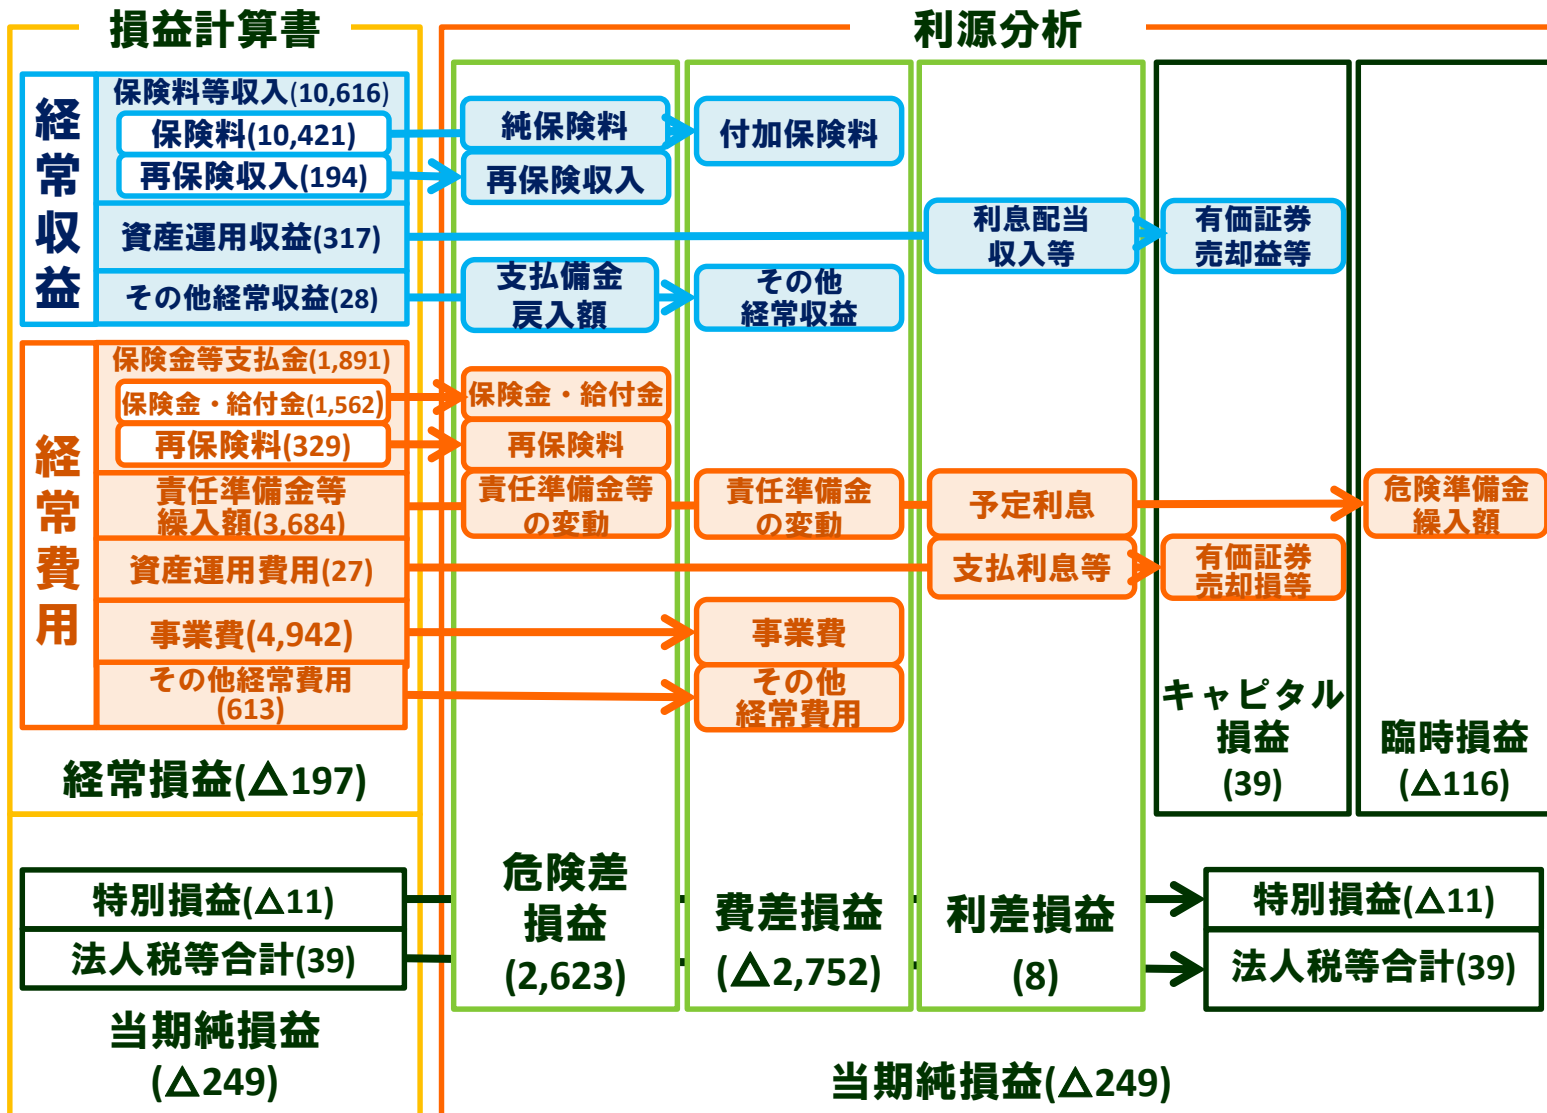 損益計算書
経常収益
保険料等収入(10,616)
保険料(10,421)
再保険収入(194)
資産運用収益(317)
その他経常収益(28)
経常費用
保険金等支払金(1,891)
保険金・給付金(1,562)
再保険料(329)
責任準備金等
繰入額(3,684)
資産運用費用(27)
事業費(4,942)
その他経常費用
(613)
経常損益(△197)
特別損益(△11)
法人税等合計(39)
当期純損益
(△249)
利源分析
純保険料
再保険収入
支払備金
戻入額
保険金・給付金
再保険料
責任準備金等
の変動
危険差
損益
(2,623)
付加保険料
その他
経常収益
責任準備金
の変動
事業費
その他
経常費用
費差損益
(△2,752)
利息配当
収入等
予定利息
支払利息等
利差損益
(8)
有価証券
売却益等
有価証券
売却損等
キャピタル
損益
(39)
危険準備金
繰入額
臨時損益
(△116)
特別損益(△11)
法人税等合計(39)
当期純損益(△249)